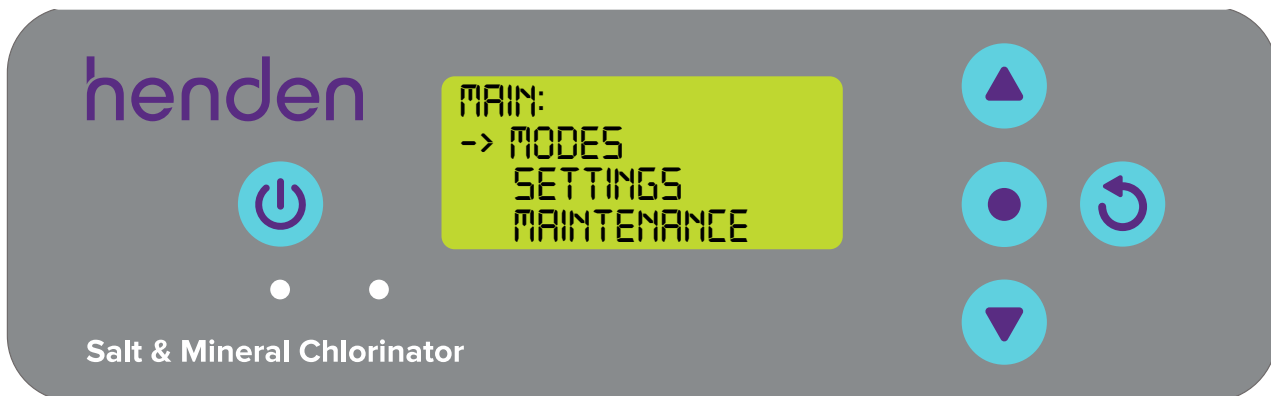 henden
MAIN:
-> MODES
SETTINGS
MAINTENANCE
Salt & Mineral Chlorinator